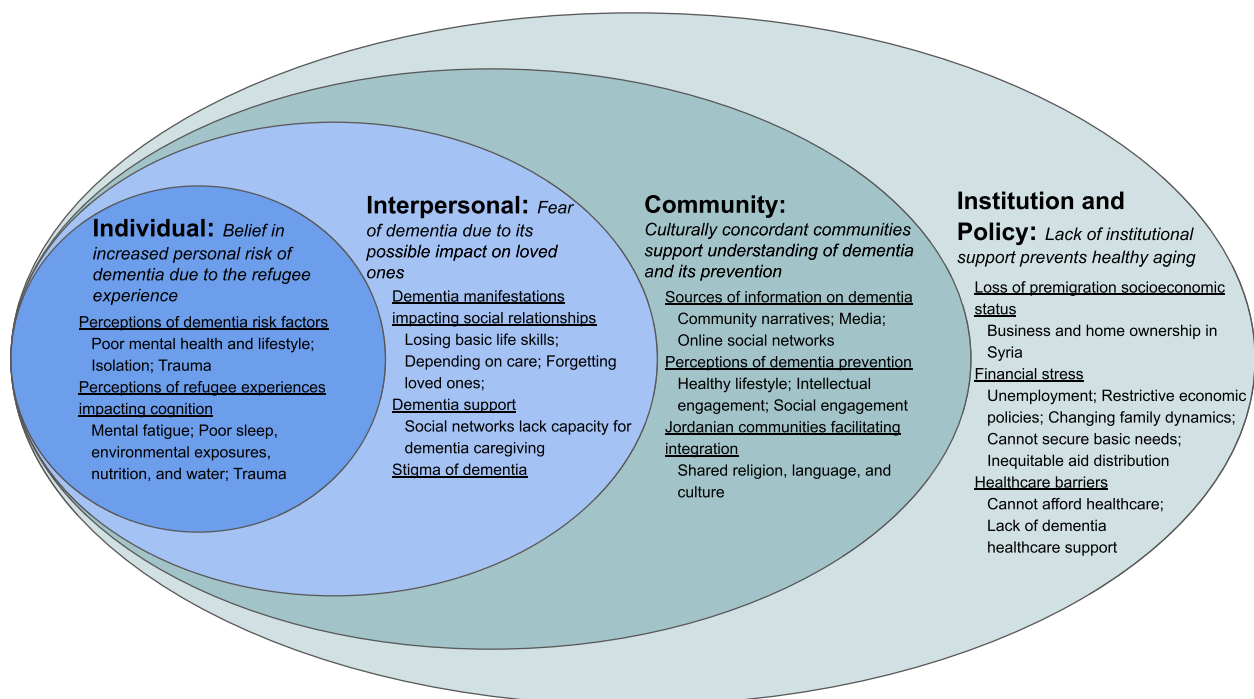 Individual: Belief in
increased personal risk of
dementia due to the refugee
experience
Perceptions of dementia risk factors
Poor mental health and lifestyle;
Isolation; Trauma
Perceptions of refugee experiences
impacting cognition
Mental fatigue; Poor sleep,
environmental exposures,
nutrition, and water; Trauma
Interpersonal: Fear
of dementia due to its
possible impact on loved
ones
Dementia manifestations
impacting social relationships
Losing basic life skills;
Depending on care; Forgetting
loved ones;
Dementia support
Social networks lack capacity for
dementia caregiving
Stigma of dementia
Community:
Culturally concordant communities
support understanding of dementia
and its prevention
Sources of information on dementia
Community narratives; Media;
Online social networks
Perceptions of dementia prevention
Healthy lifestyle; Intellectual
engagement; Social engagement
Jordanian communities facilitating
integration
Shared religion, language, and
culture
Institution and
Policy: Lack of institutional
support prevents healthy aging
Loss of premigration socioeconomic
status
Business and home ownership in
Syria
Financial stress
Unemployment; Restrictive economic
policies; Changing family dynamics;
Cannot secure basic needs;
Inequitable aid distribution
Healthcare barriers
Cannot afford healthcare;
Lack of dementia
healthcare support